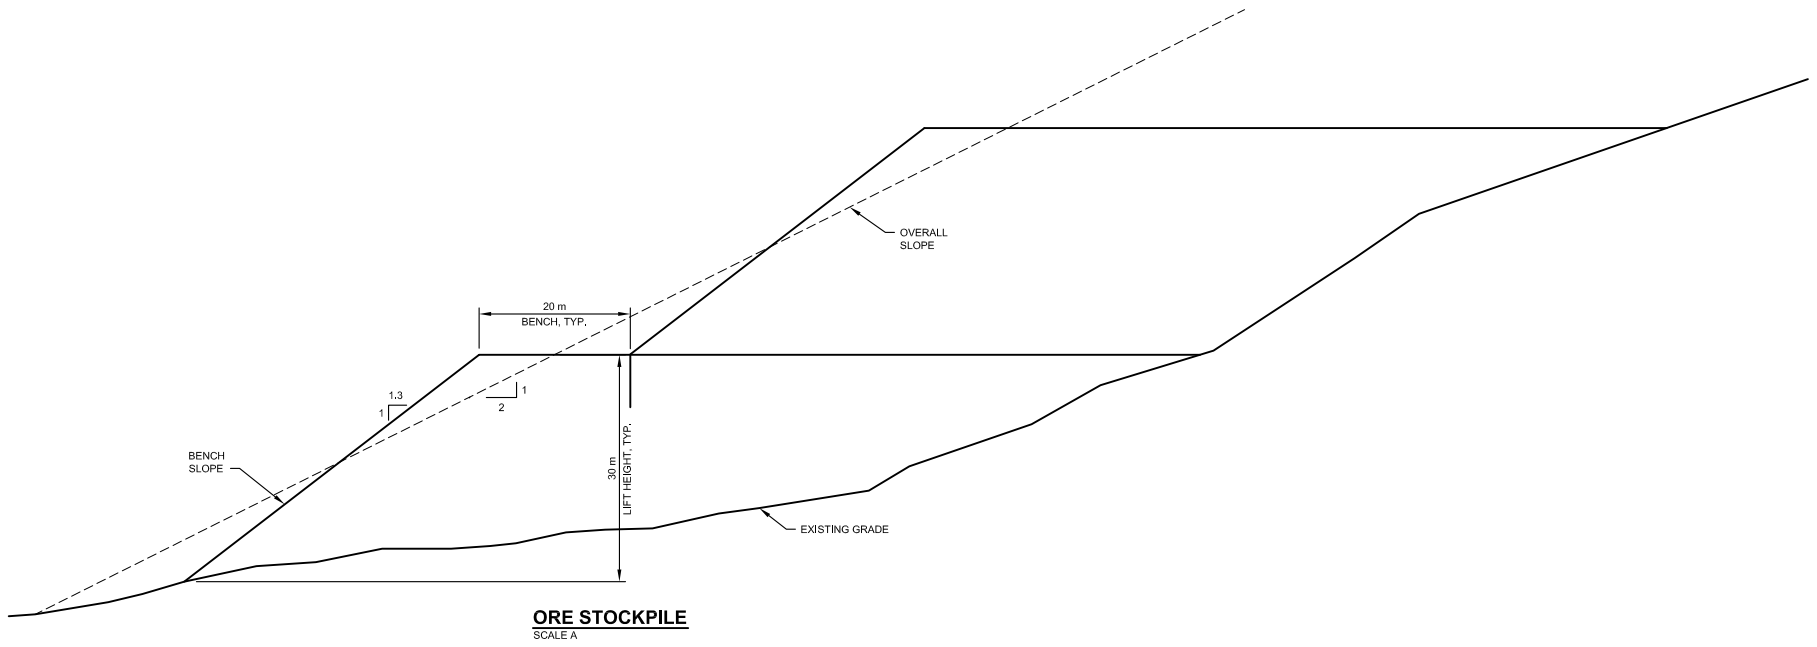 OVERALL
SLOPE
20 m
BENCH, TYP.
1.3
1
1
2
BENCH
SLOPE
30 m
LIFT HEIGHT, TYP.
EXISTING GRADE
ORE STOCKPILE
SCALE A